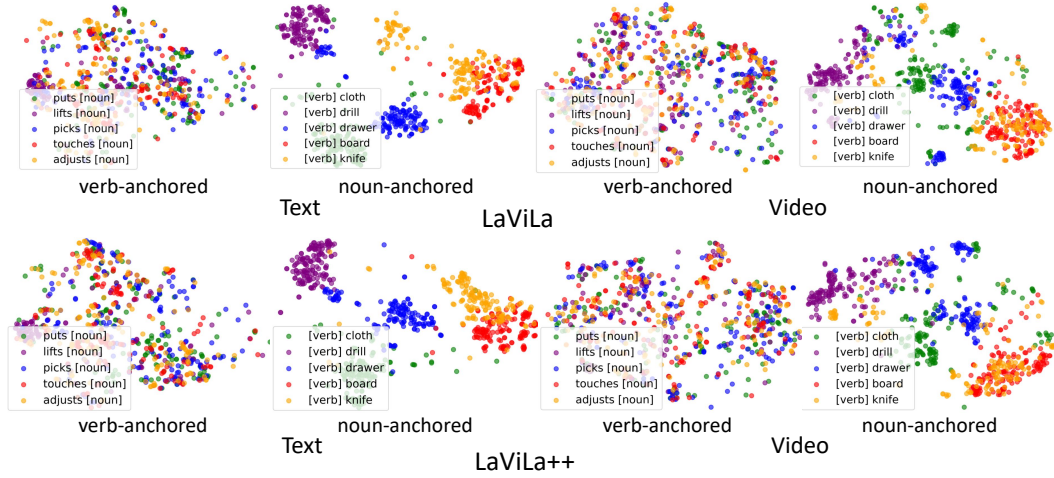 puts [noun]
lifts [noun]
picks [noun]
touches [noun]
adjusts [noun]
verb-anchored
[verb] cloth
[verb] drill
[verb] drawer
[verb] board
[verb] knife
noun-anchored
puts [noun]
lifts [noun]
picks [noun]
touches [noun]
adjusts [noun]
verb-anchored
[verb] cloth
[verb] drill
[verb] drawer
[verb] board
[verb] knife
noun-anchored
Text
Video
LaViLa
puts [noun]
lifts [noun]
picks [noun]
touches [noun]
adjusts [noun]
verb-anchored
[verb] cloth
[verb] drill
[verb] drawer
[verb] board
[verb] knife
noun-anchored
puts [noun]
lifts [noun]
picks [noun]
touches [noun]
adjusts [noun]
verb-anchored
[verb] cloth
[verb] drill
[verb] drawer
[verb] board
[verb] knife
noun-anchored
Text
Video
LaViLa++